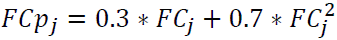 FCp_j = 0.3 * FC_j + 0.7 * FC_j^2